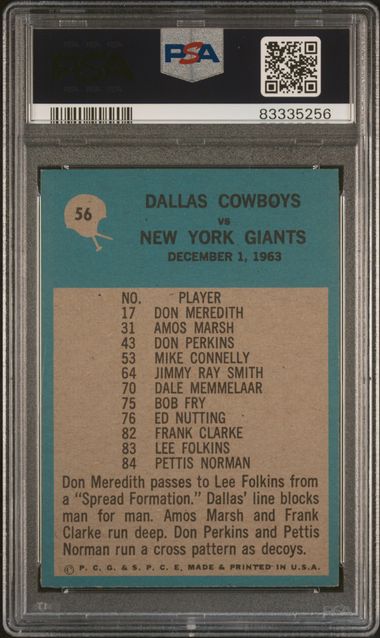 PSA
83335256
56
DALLAS COWBOYS
vs
NEW YORK GIANTS
DECEMBER 1, 1963
NO. PLAYER
17 DON MEREDITH
31 AMOS MARSH
43 DON PERKINS
53 MIKE CONNELLY
64 JIMMY RAY SMITH
70 DALE MEMMELAAR
75 BOB FRY
76 ED NUTTING
82 FRANK CLARKE
83 LEE FOLKINS
84 PETTIS NORMAN
Don Meredith passes to Lee Folkins from
a “Spread Formation.” Dallas’ line blocks
man for man. Amos Marsh and Frank
Clarke run deep. Don Perkins and Pettis
Norman run a cross pattern as decoys.
© P. C. G. & S. P. C. E. MADE & PRINTED IN U.S.A.
PSA